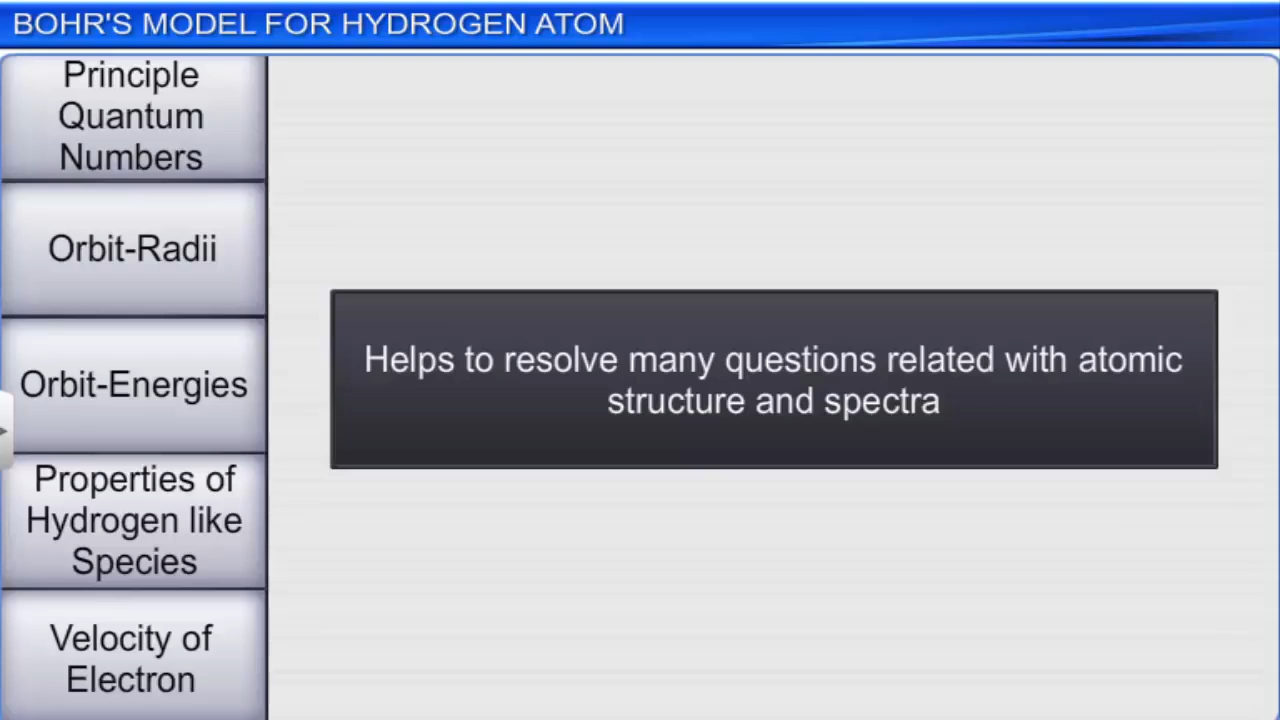 BOHR'S MODEL FOR HYDROGEN ATOM
Principle
Quantum
Numbers
Orbit-Radii
Orbit-Energies
Properties of
Hydrogen like
Species
Velocity of
Electron
Helps to resolve many questions related with atomic
structure and spectra